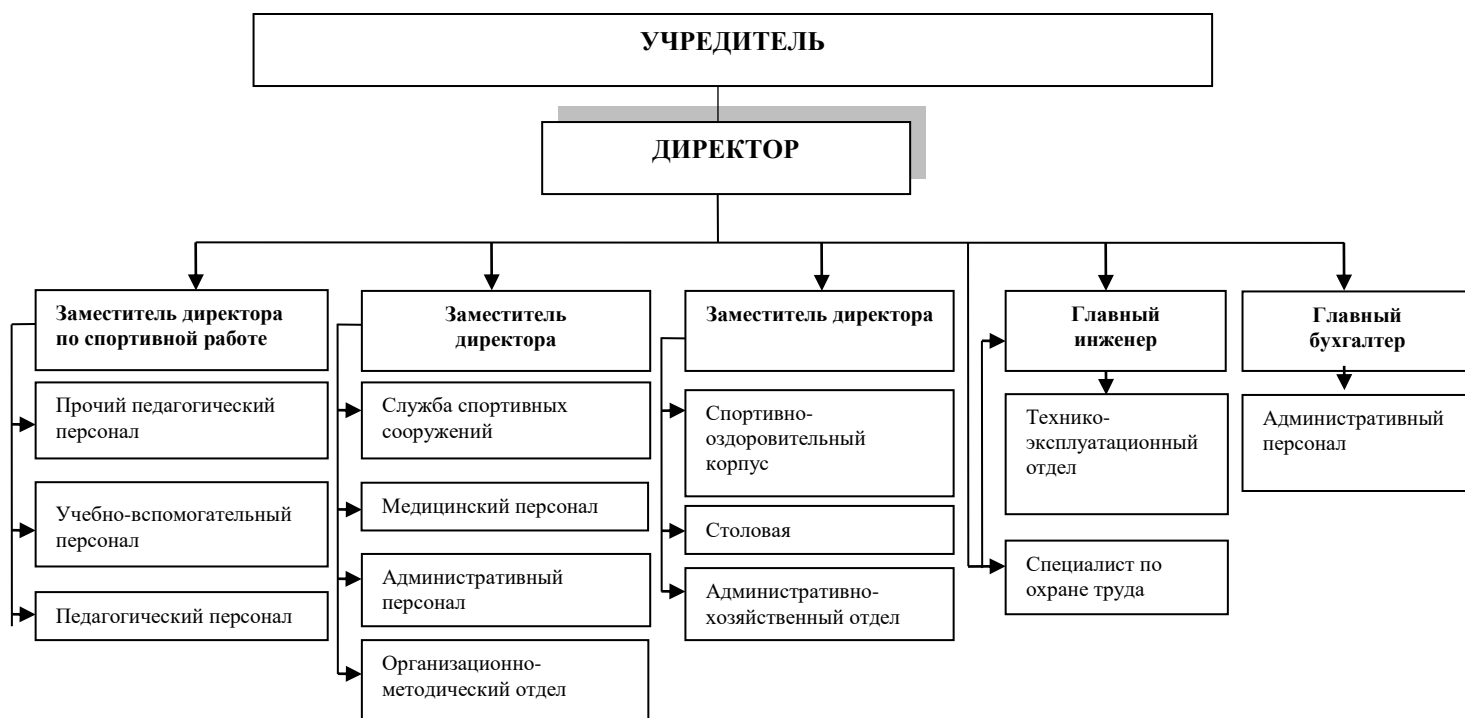 УЧРЕДИТЕЛЬ
ДИРЕКТОР
Заместитель директора
по спортивной работе
Прочий педагогический
персонал
Учебно-вспомогательный
персонал
Педагогический персонал
Заместитель
директора
Служба спортивных
сооружений
Медицинский персонал
Административный
персонал
Организационно-
методический отдел
Заместитель директора
Спортивно-
оздоровительный
корпус
Столовая
Административно-
хозяйственный отдел
Главный
инженер
Технико-
эксплуатационный
отдел
Специалист по
охране труда
Главный
бухгалтер
Административный
персонал